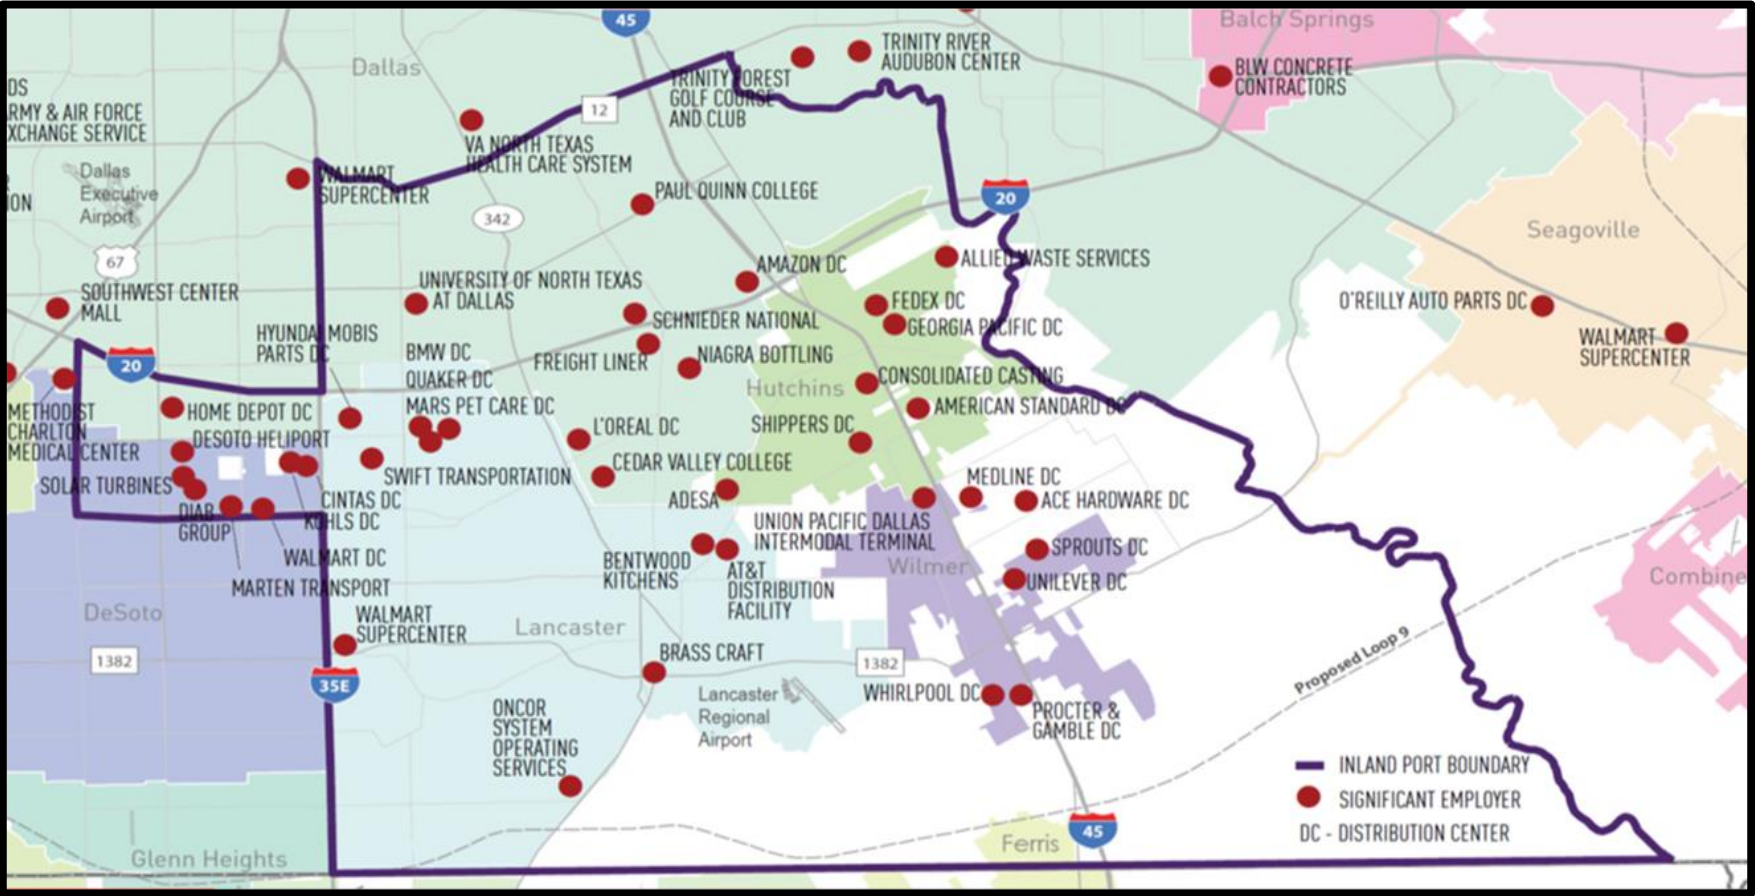 45
Balch Springs
Dallas
TRINITY RIVER
AUDUBON CENTER
BLW CONCRETE
CONTRACTORS
TRINITY FOREST
GOLF COURSE
AND CLUB
DS
RMY & AIR FORCE
XCHANGE SERVICE
12
VA NORTH TEXAS
HEALTH CARE SYSTEM
Dallas
Executive
Airport
ION
WALMART
SUPERCENTER
PAUL QUINN COLLEGE
342
20
Seagoville
67
ALLIED WASTE SERVICES
AMAZON DC
UNIVERSITY OF NORTH TEXAS
AT DALLAS
SOUTHWEST CENTER
MALL
FEDEX DC
GEORGIA PACIFIC DC
O'REILLY AUTO PARTS DC
WALMART
SUPERCENTER
SCHNIEDER NATIONAL
HYUNDAI MOBIS
PARTS DC
FREIGHT LINER
NIAGRA BOTTLING
20
BMW DC
QUAKER DC
MARS PET CARE DC
Hutchins
CONSOLIDATED CASTING
AMERICAN STANDARD DC
SHIPPERS DC
METHODIST
CHARLTON
MEDICAL CENTER
HOME DEPOT DC
DESOTO HELIPORT
L'OREAL DC
CEDAR VALLEY COLLEGE
SWIFT TRANSPORTATION
SOLAR TURBINES
ADESA
MEDLINE DC
ACE HARDWARE DC
CINTAS DC
KOHLS DC
DIAB
GROUP
UNION PACIFIC DALLAS
INTERMODAL TERMINAL
WALMART DC
MARTEN TRANSPORT
BENTWOOD
KITCHENS
AT&T
DISTRIBUTION
FACILITY
Wilmer
SPROUTS DC
UNILEVER DC
Combine
DeSoto
WALMART
SUPERCENTER
Lancaster
BRASS CRAFT
1382
1382
35E
Proposed Loop 9
Lancaster
Regional
Airport
WHIRLPOOL DC
PROCTER &
GAMBLE DC
ONCOR
SYSTEM
OPERATING
SERVICES
INLAND PORT BOUNDARY
SIGNIFICANT EMPLOYER
DC - DISTRIBUTION CENTER
45
Ferris
Glenn Heights